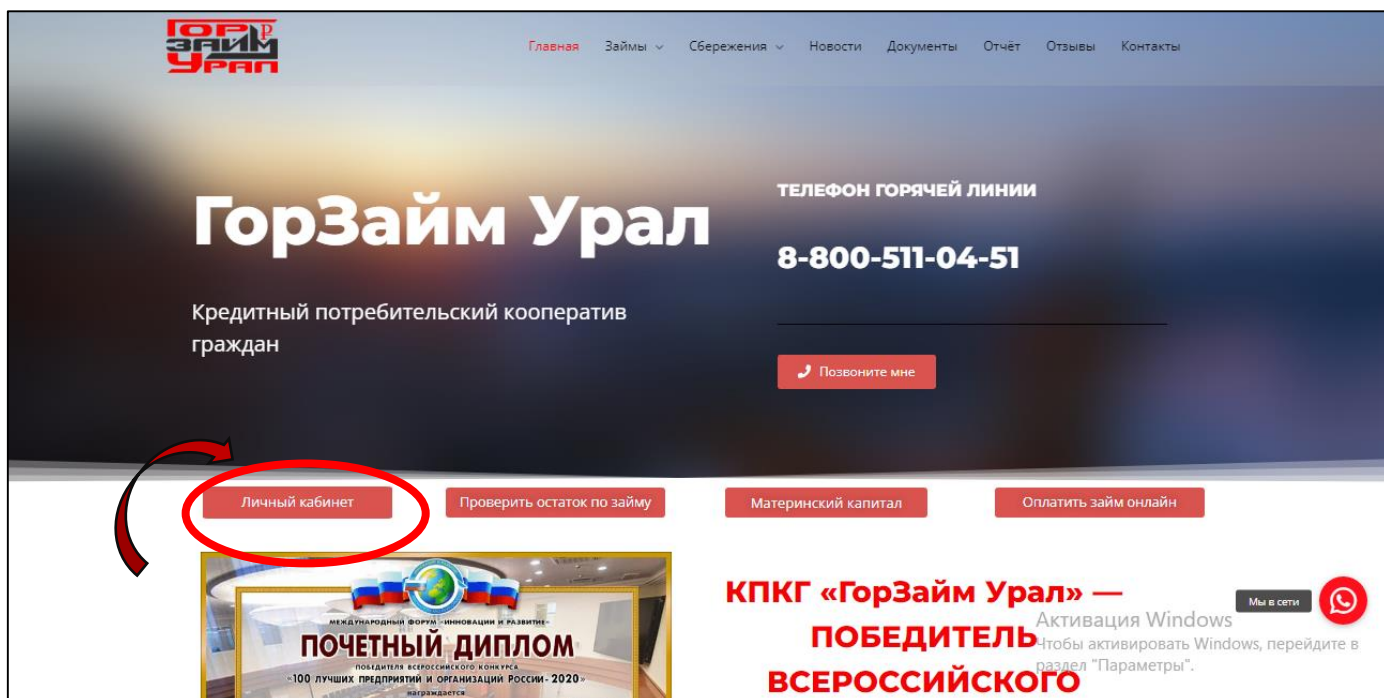 ГОР ₽
ЗАЙМ
УРАЛ
Главная Займы Сбережения Новости Документы Отчёт Отзывы Контакты
ГорЗайм Урал
Кредитный потребительский кооператив
граждан
ТЕЛЕФОН ГОРЯЧЕЙ ЛИНИИ
8-800-511-04-51
Позвоните мне
Личный кабинет Проверить остаток по займу Материнский капитал Оплатить займ онлайн
МЕЖДУНАРОДНЫЙ ФОРУМ «ИННОВАЦИИ И РАЗВИТИЕ»
ПОЧЕТНЫЙ ДИПЛОМ
ПОБЕДИТЕЛЯ ВСЕРОССИЙСКОГО КОНКУРСА
«100 ЛУЧШИХ ПРЕДПРИЯТИЙ И ОРГАНИЗАЦИЙ РОССИИ- 2020»
награждается
КПКГ «ГорЗайм Урал» —
ПОБЕДИТЕЛЬ
ВСЕРОССИЙСКОГО
Мы в сети
Активация Windows
Чтобы активировать Windows, перейдите в
раздел "Параметры".